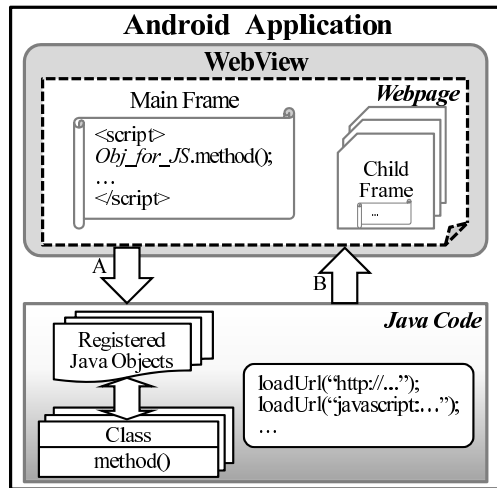 Android Application
WebView
Webpage
Main Frame
<script>
Obj_for_JS.method();
...
</script>
Child
Frame
...
A
B
Java Code
Registered
Java Objects
Class
method()
loadUrl(“http://...”);
loadUrl(“javascript:...”);
...